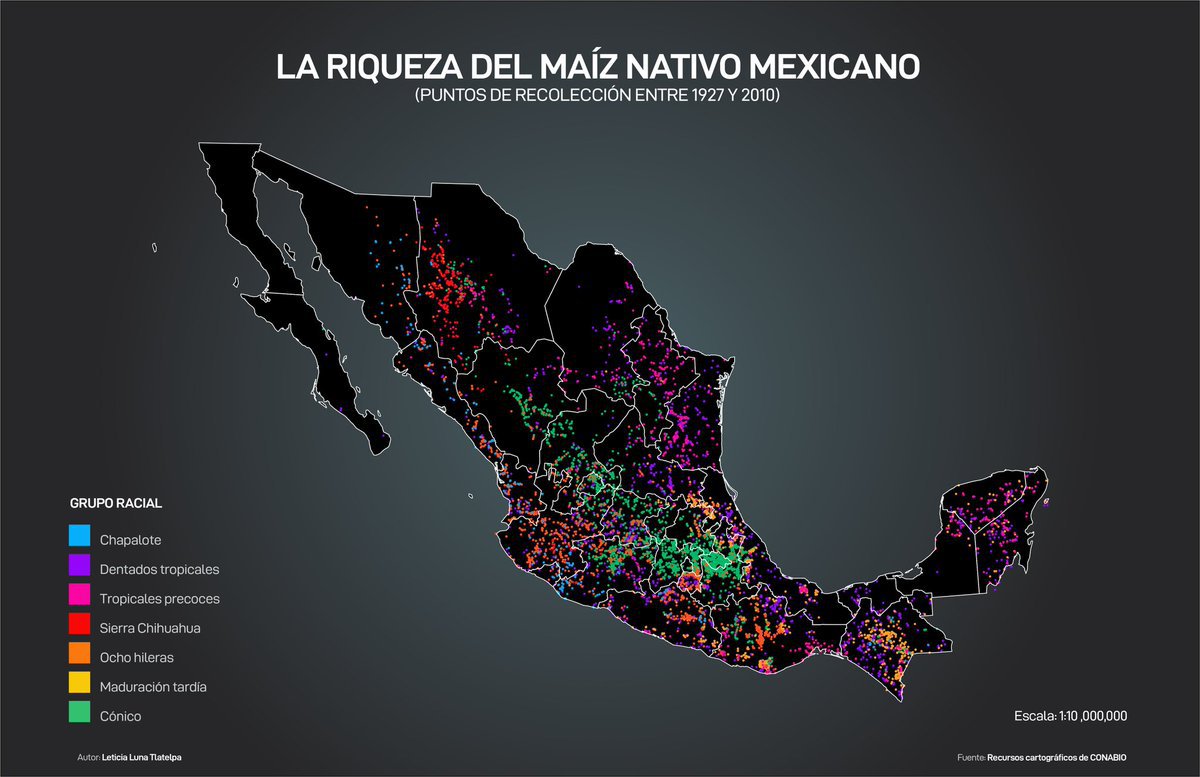 LA RIQUEZA DEL MAÍZ NATIVO MEXICANO
(PUNTOS DE RECOLECCIÓN ENTRE 1927 Y 2010)
GRUPO RACIAL
Chapalote
Dentados tropicales
Tropicales precoces
Sierra Chihuahua
Ocho hileras
Maduración tardía
Cónico
Escala: 1:10 ,000,000
Autor: Leticia Luna Tlatelpa
Fuente: Recursos cartográficos de CONABIO